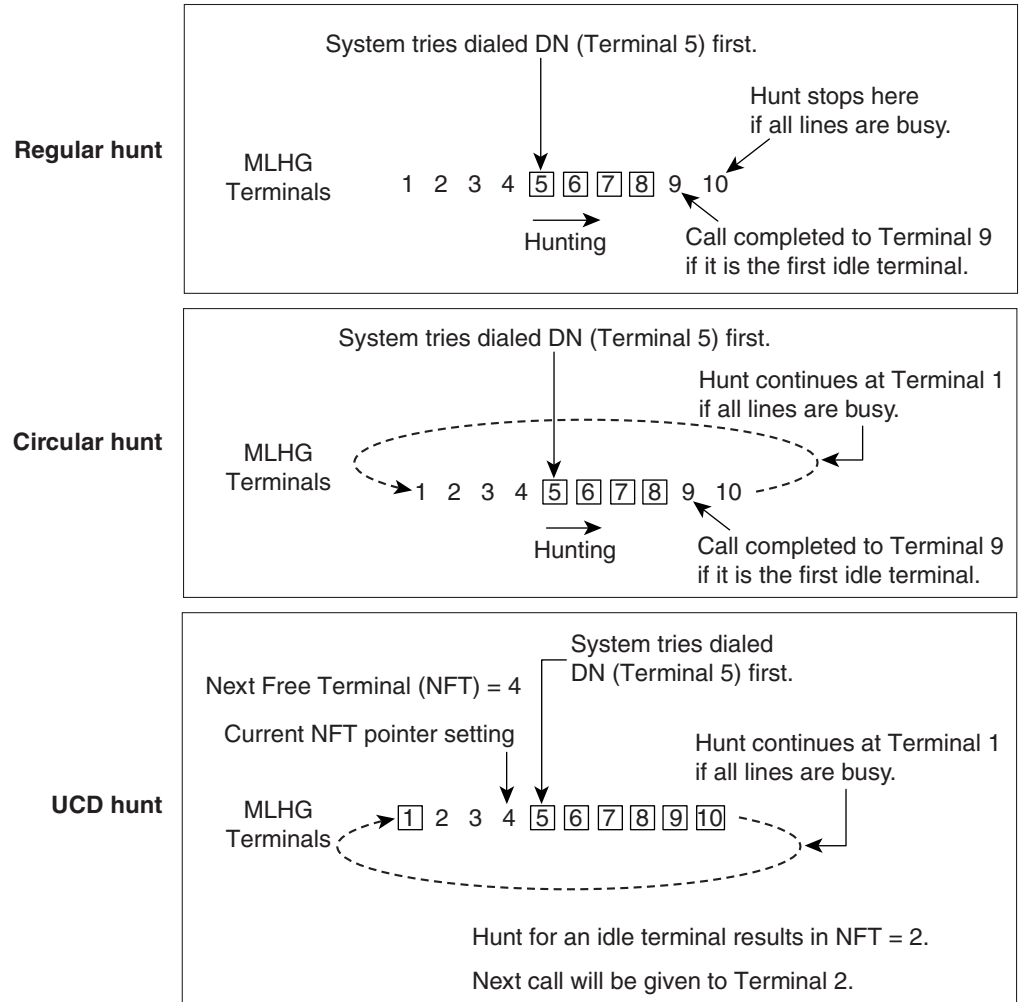 System tries dialed DN (Terminal 5) first.
Hunt stops here
if all lines are busy.
Regular hunt
MLHG
Terminals
1 2 3 4 5 6 7 8 9 10
Hunting
Call completed to Terminal 9
if it is the first idle terminal.
System tries dialed DN (Terminal 5) first.
Hunt continues at Terminal 1
if all lines are busy.
Circular hunt
MLHG
Terminals
1 2 3 4 5 6 7 8 9 10
Hunting
Call completed to Terminal 9
if it is the first idle terminal.
System tries dialed
DN (Terminal 5) first.
Next Free Terminal (NFT) = 4
Current NFT pointer setting
Hunt continues at Terminal 1
if all lines are busy.
UCD hunt
MLHG
Terminals
1 2 3 4 5 6 7 8 9 10
Hunt for an idle terminal results in NFT = 2.
Next call will be given to Terminal 2.